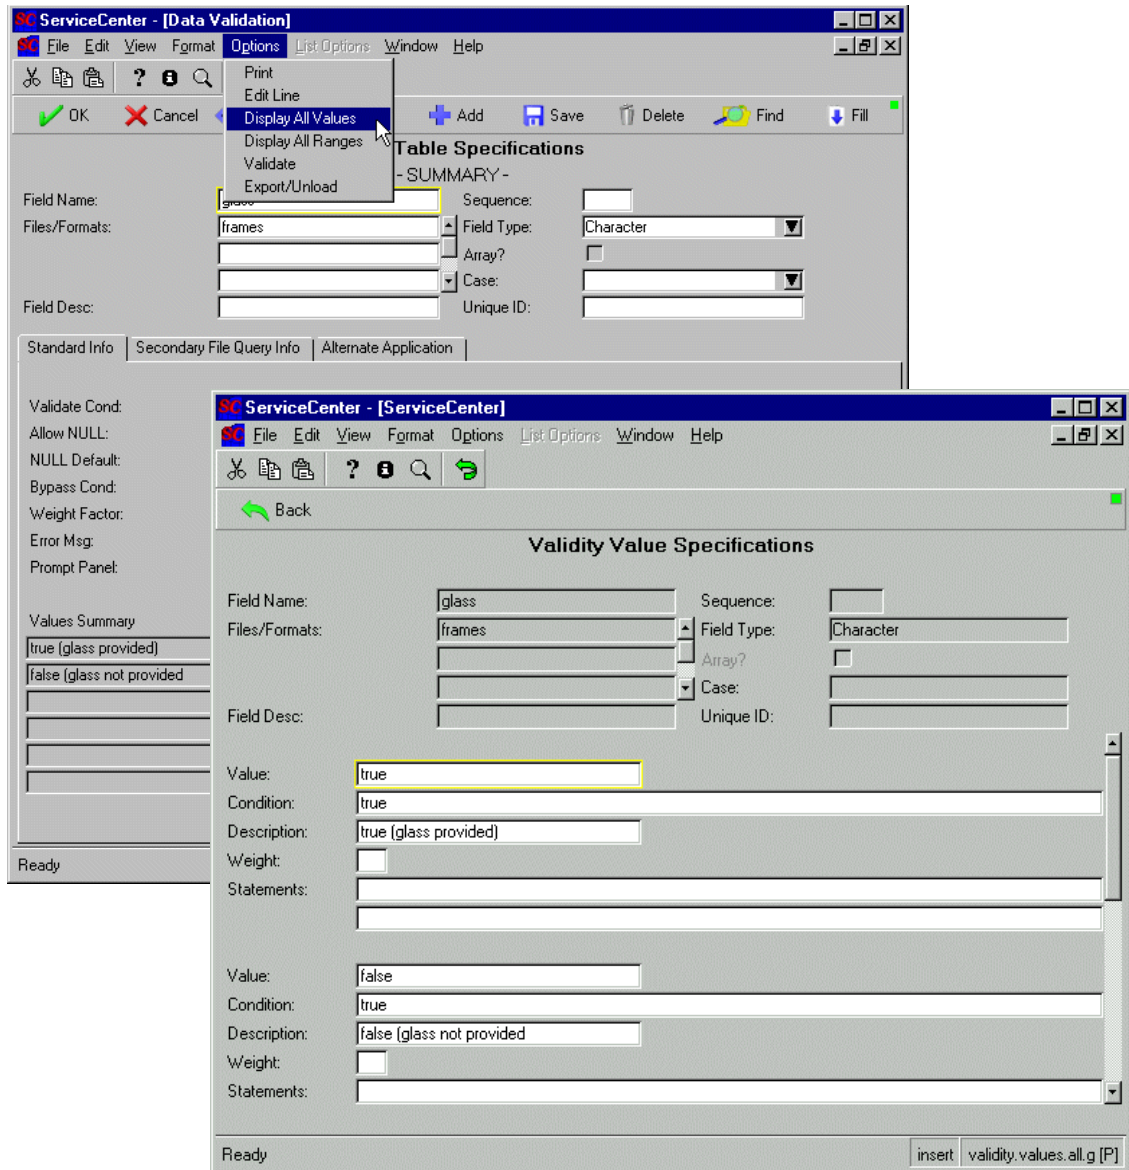 SC ServiceCenter - [Data Validation]
SC File Edit View Format Options List Options Window Help
Print
Edit Line
Display All Values
Display All Ranges
Validate
Export/Unload
OK Cancel Add Save Delete Find Fill
Table Specifications
- SUMMARY -
Field Name: glass Sequence:
Files/Formats: frames Field Type: Character
Array?
Case:
Field Desc: Unique ID:
Standard Info Secondary File Query Info Alternate Application
Validate Cond:
Allow NULL:
NULL Default:
Bypass Cond:
Weight Factor:
Error Msg:
Prompt Panel:
Values Summary
true (glass provided)
false (glass not provided
Ready
SC ServiceCenter - [ServiceCenter]
SC File Edit View Format Options List Options Window Help
Back
Validity Value Specifications
Field Name: glass Sequence:
Files/Formats: frames Field Type: Character
Array?
Case:
Field Desc: Unique ID:
Value: true
Condition: true
Description: true (glass provided)
Weight:
Statements:
Value: false
Condition: true
Description: false (glass not provided
Weight:
Statements:
Ready insert validity.values.all.g [P]